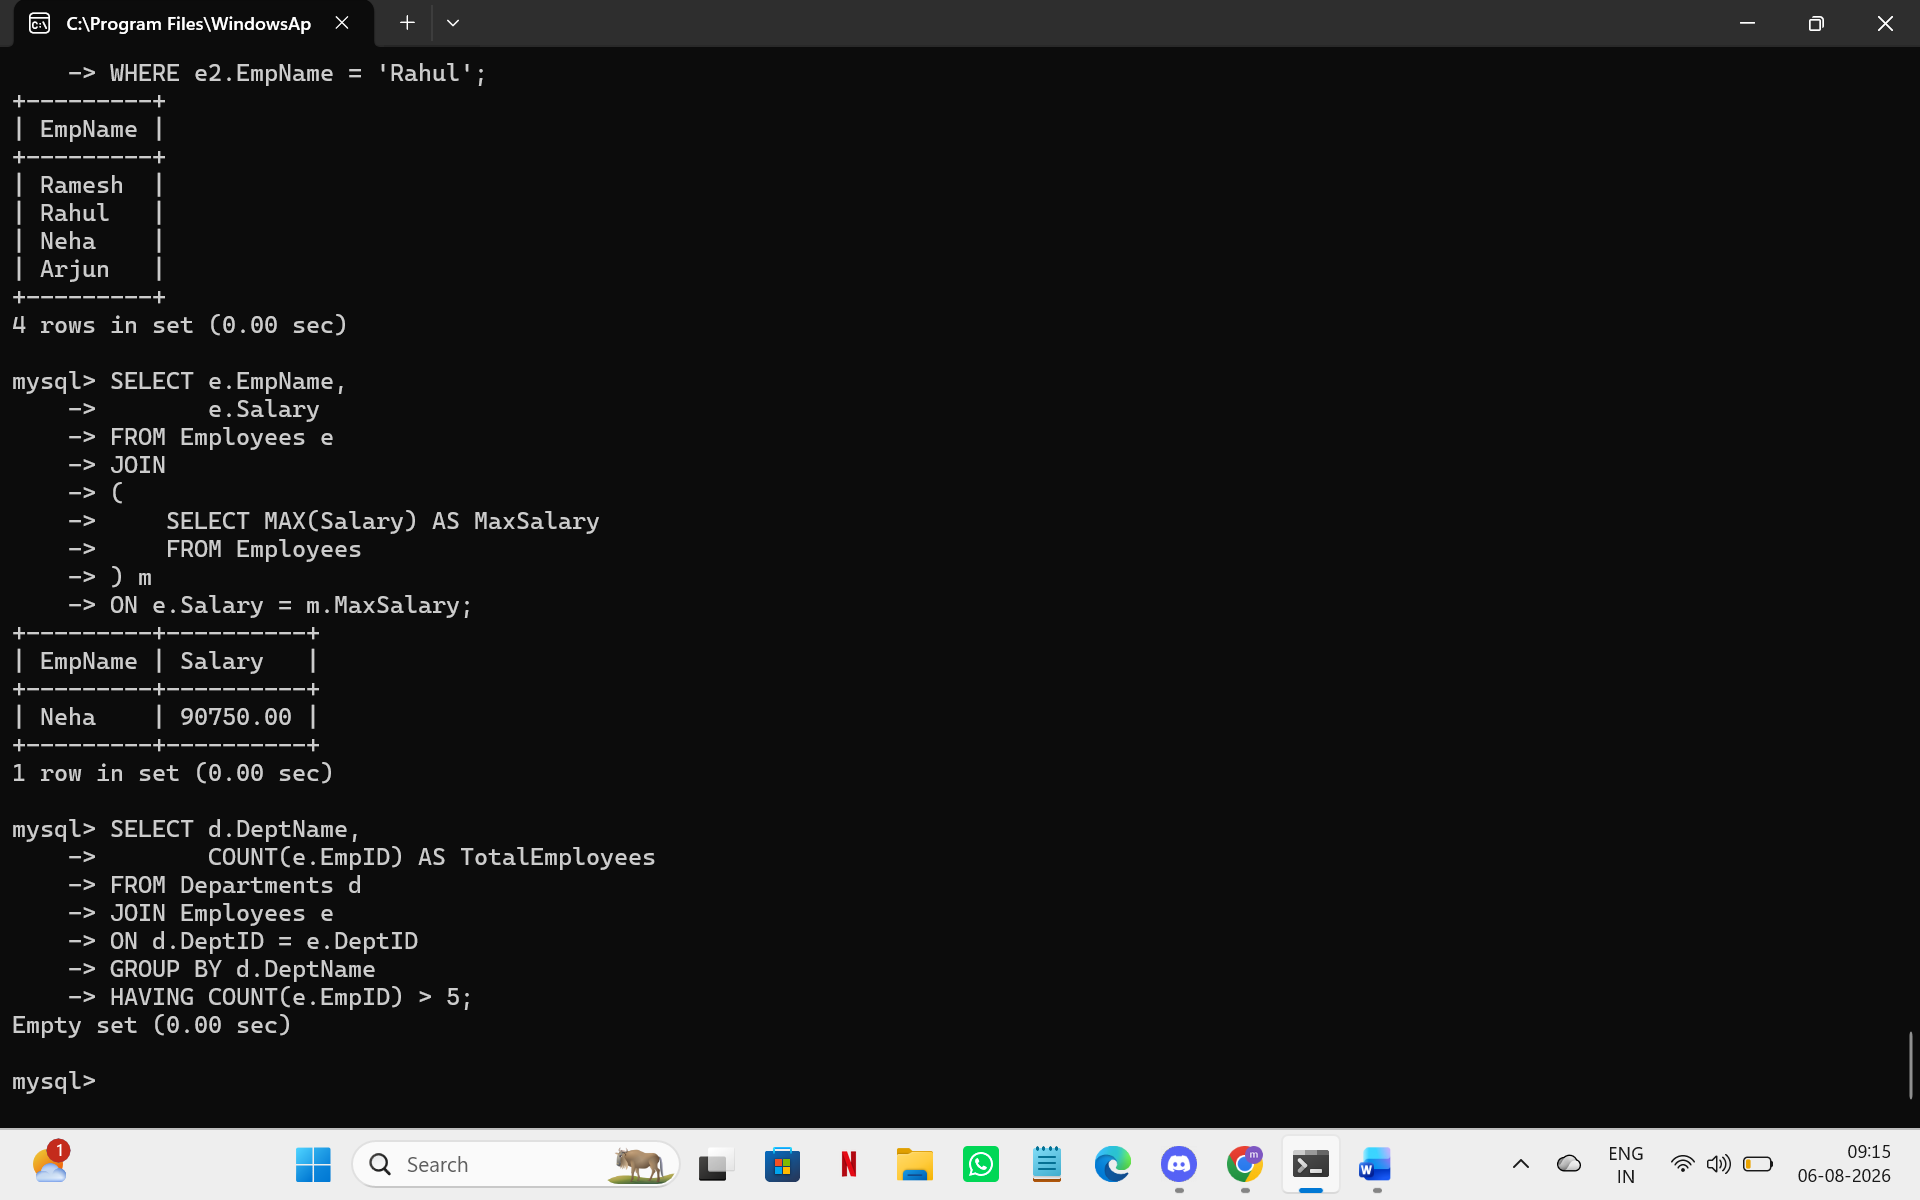 C:\Program Files\WindowsAp
    -> WHERE e2.EmpName = 'Rahul';
+---------+
| EmpName |
+---------+
| Ramesh  |
| Rahul   |
| Neha    |
| Arjun   |
+---------+
4 rows in set (0.00 sec)

mysql> SELECT e.EmpName,
    ->        e.Salary
    -> FROM Employees e
    -> JOIN
    -> (
    ->     SELECT MAX(Salary) AS MaxSalary
    ->     FROM Employees
    -> ) m
    -> ON e.Salary = m.MaxSalary;
+---------+----------+
| EmpName | Salary   |
+---------+----------+
| Neha    | 90750.00 |
+---------+----------+
1 row in set (0.00 sec)

mysql> SELECT d.DeptName,
    ->        COUNT(e.EmpID) AS TotalEmployees
    -> FROM Departments d
    -> JOIN Employees e
    -> ON d.DeptID = e.DeptID
    -> GROUP BY d.DeptName
    -> HAVING COUNT(e.EmpID) > 5;
Empty set (0.00 sec)

mysql>
1
Search
N
m
W
ENG
IN
09:15
06-08-2026